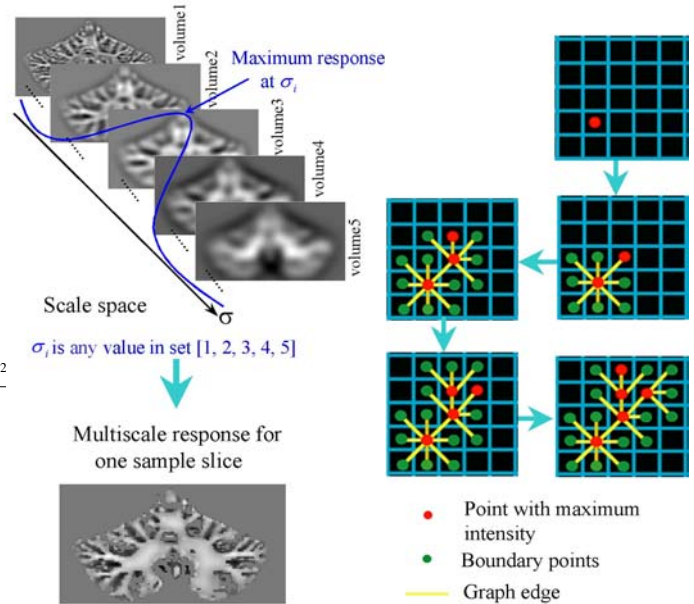 volume1
volume2
volume3
volume4
volume5
Maximum response
at σᵢ
Scale space
σ
σᵢ is any value in set [1, 2, 3, 4, 5]
2
Multiscale response for
one sample slice
Point with maximum
intensity
Boundary points
Graph edge